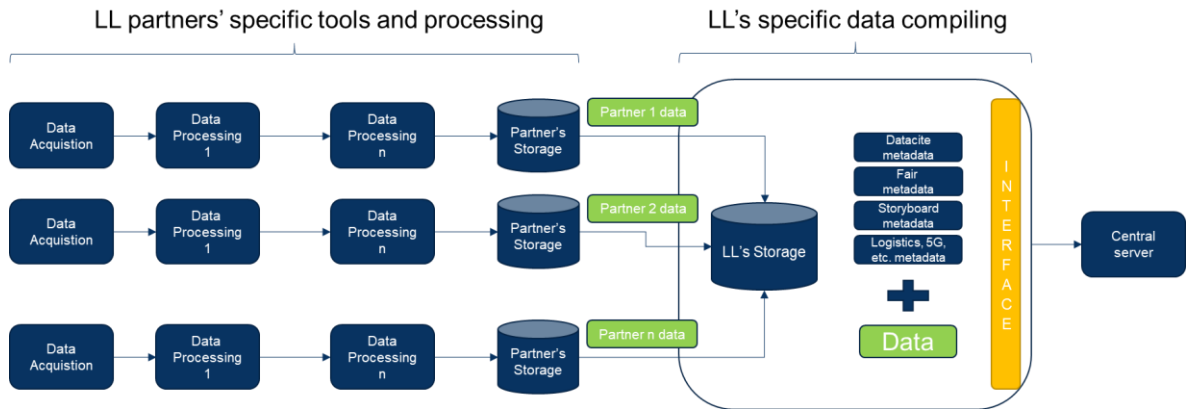 LL partners' specific tools and processing
LL's specific data compiling
Data
Acquistion
Data
Processing
1
Data
Processing
n
Partner's
Storage
Partner 1 data
Data
Acquistion
Data
Processing
1
Data
Processing
n
Partner's
Storage
Partner 2 data
Data
Acquistion
Data
Processing
1
Data
Processing
n
Partner's
Storage
Partner n data
LL's Storage
Datacite
metadata
Fair
metadata
Storyboard
metadata
Logistics, 5G,
etc. metadata
Data
INTERFACE
Central
server